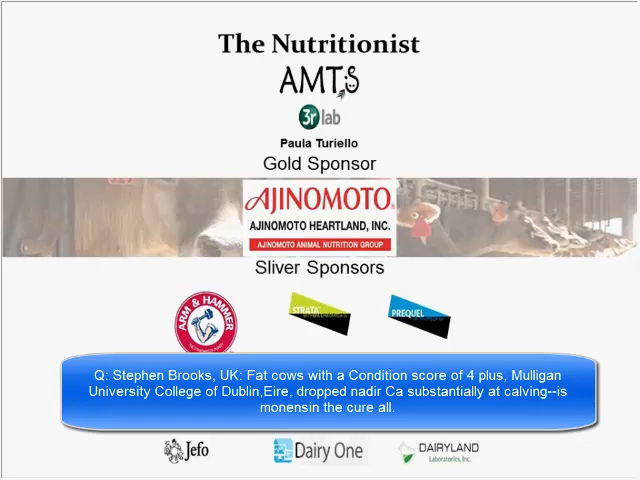 The Nutritionist
AMTS
3r lab
Paula Turiello
Gold Sponsor
AJINOMOTO
AJINOMOTO HEARTLAND, INC.
AJINOMOTO ANIMAL NUTRITION GROUP
Sliver Sponsors
ARM & HAMMER
STRATA
PREQUEL
Q: Stephen Brooks, UK: Fat cows with a Condition score of 4 plus, Mulligan
University College of Dublin,Eire, dropped nadir Ca substantially at calving--is
monensin the cure all.
Jefo
Dairy One
DAIRYLAND
Laboratories, Inc.